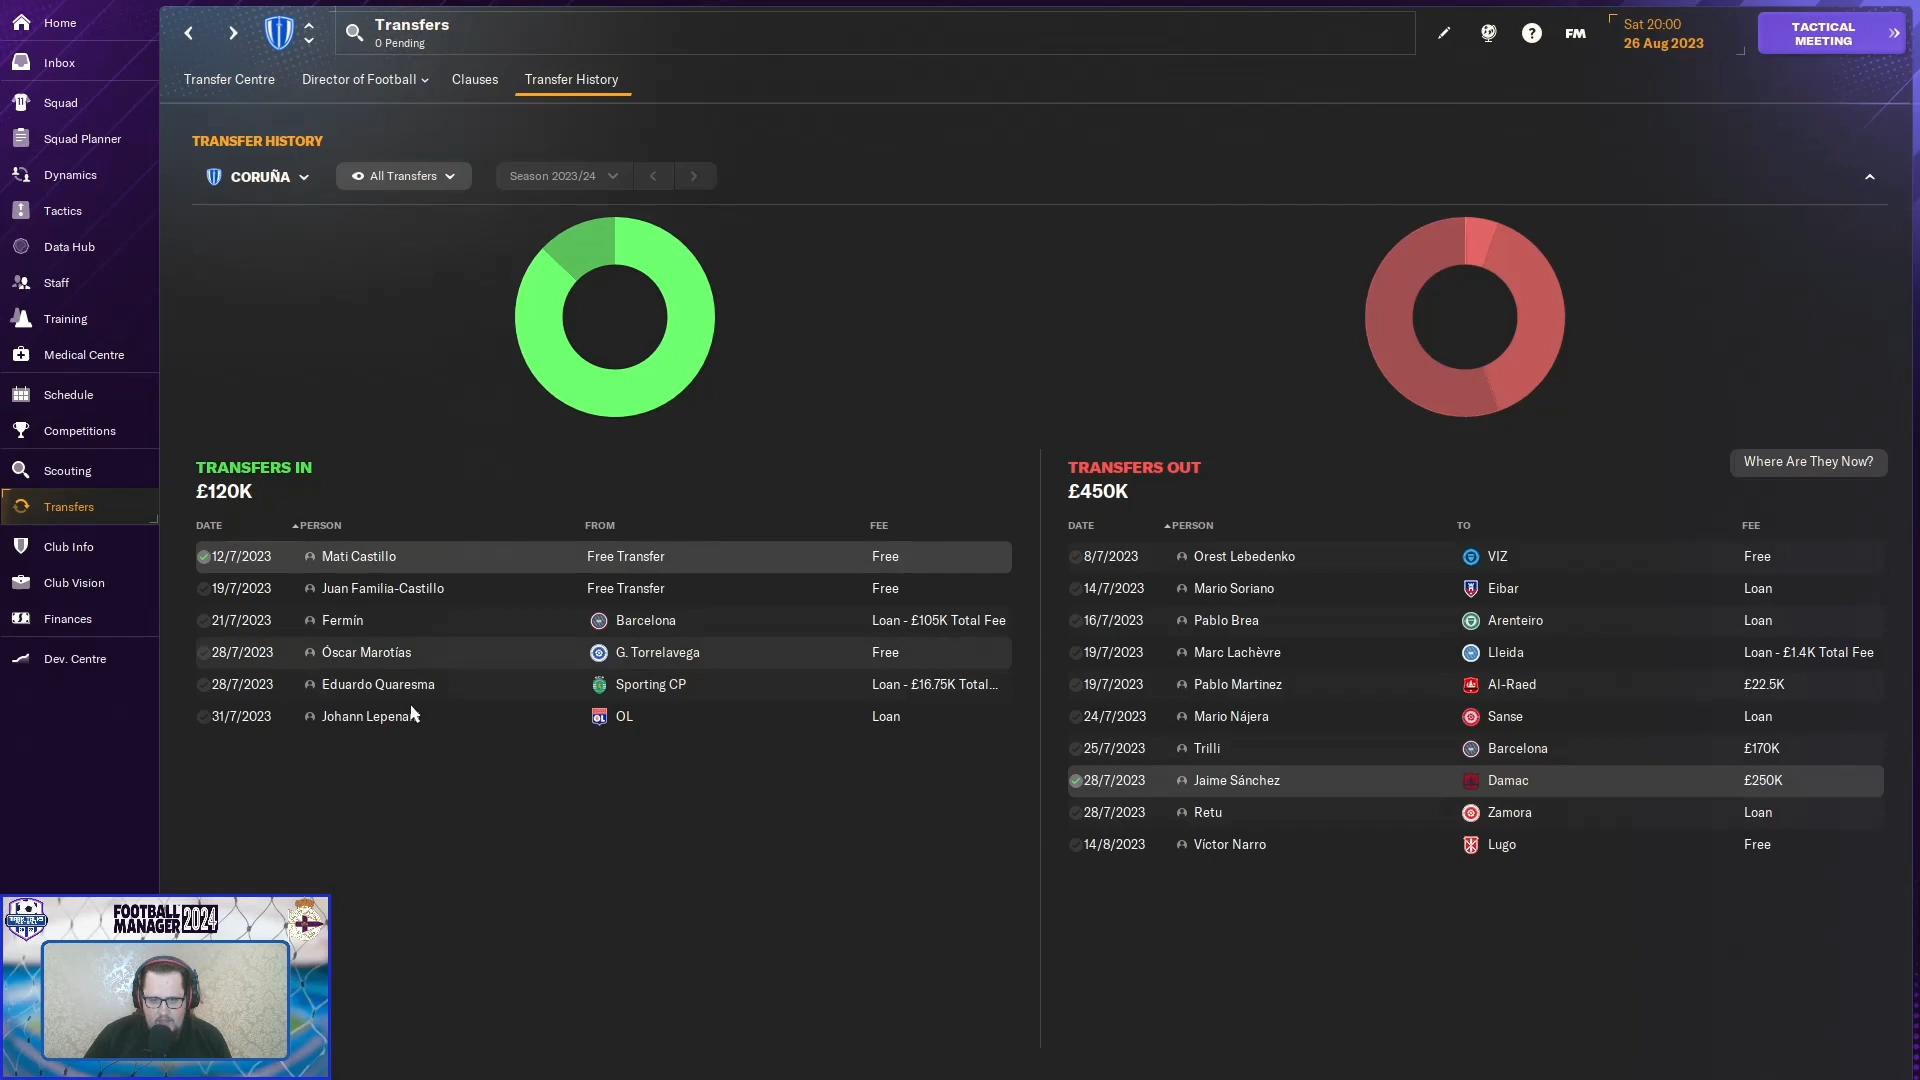 Home
Inbox
Squad
Squad Planner
Dynamics
Tactics
Data Hub
Staff
Training
Medical Centre
Schedule
Competitions
Scouting
Transfers
Club Info
Club Vision
Finances
Dev. Centre
Transfers
0 Pending
FM
Sat 20:00
26 Aug 2023
TACTICAL
MEETING
Transfer Centre
Director of Football
Clauses
Transfer History
TRANSFER HISTORY
CORUÑA
All Transfers
Season 2023/24
TRANSFERS IN
£120K
DATE PERSON FROM FEE
12/7/2023 Mati Castillo Free Transfer Free
19/7/2023 Juan Familia-Castillo Free Transfer Free
21/7/2023 Fermín Barcelona Loan - £105K Total Fee
28/7/2023 Óscar Marotías G. Torrelavega Free
28/7/2023 Eduardo Quaresma Sporting CP Loan - £16.75K Total...
31/7/2023 Johann Lepena OL Loan
TRANSFERS OUT
£450K
Where Are They Now?
DATE PERSON TO FEE
8/7/2023 Orest Lebedenko VIZ Free
14/7/2023 Mario Soriano Eibar Loan
16/7/2023 Pablo Brea Arenteiro Loan
19/7/2023 Marc Lachèvre Lleida Loan - £1.4K Total Fee
19/7/2023 Pablo Martinez Al-Raed £22.5K
24/7/2023 Mario Nájera Sanse Loan
25/7/2023 Trilli Barcelona £170K
28/7/2023 Jaime Sánchez Damac £250K
28/7/2023 Retu Zamora Loan
14/8/2023 Víctor Narro Lugo Free
FOOTBALL
MANAGER 2024